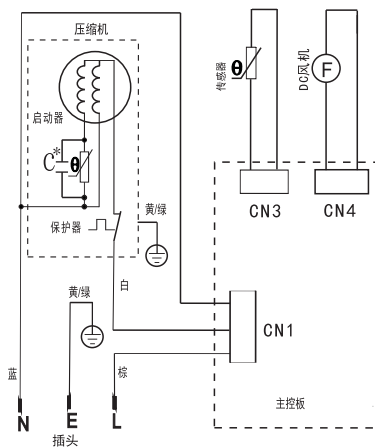 压缩机
传感器
θ
DC风机
F
启动器
C*
θ
保护器
黄/绿
CN3
CN4
白
黄/绿
CN1
蓝
棕
主控板
N
E
L
插头